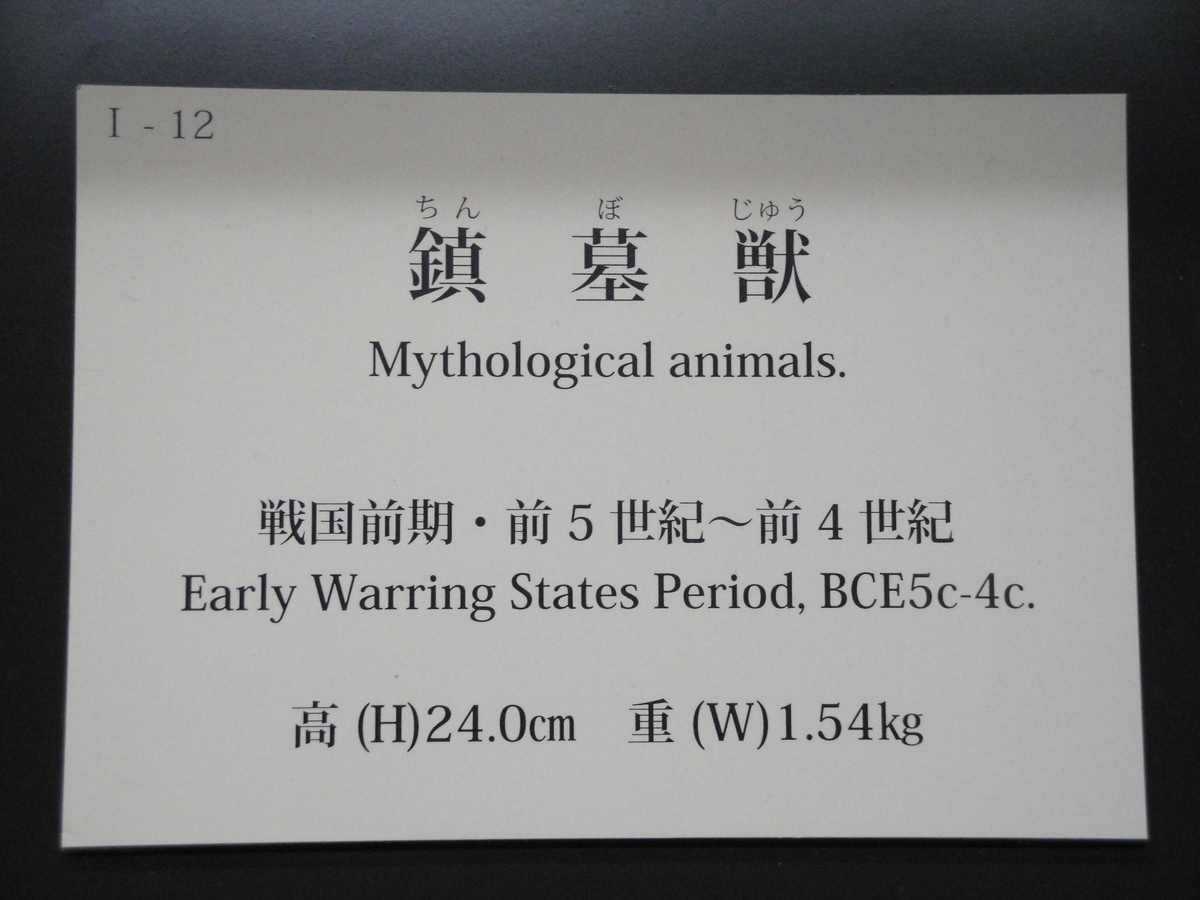 I - 12
ちん ぼ じゅう
鎮 墓 獣
Mythological animals.
戦国前期・前 5 世紀～前 4 世紀
Early Warring States Period, BCE5c-4c.
高 (H)24.0㎝ 重 (W)1.54kg